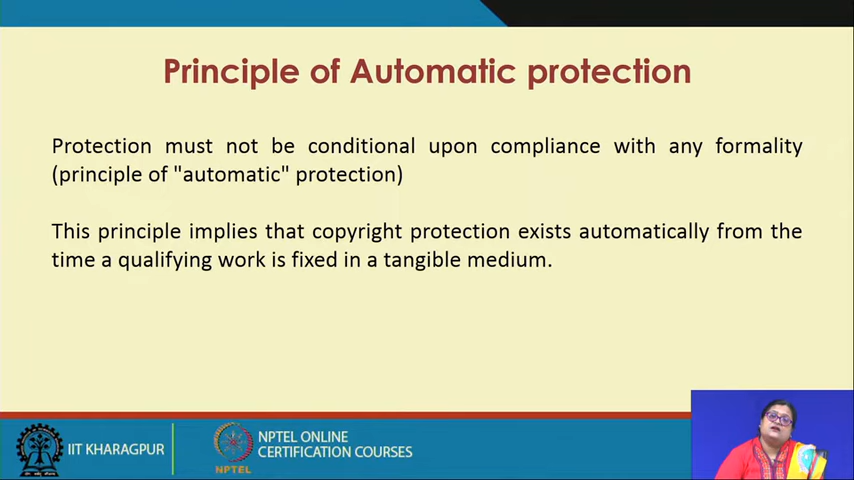 Principle of Automatic protection
Protection must not be conditional upon compliance with any formality
(principle of "automatic" protection)
This principle implies that copyright protection exists automatically from the
time a qualifying work is fixed in a tangible medium.
IIT KHARAGPUR
NPTEL
NPTEL ONLINE
CERTIFICATION COURSES